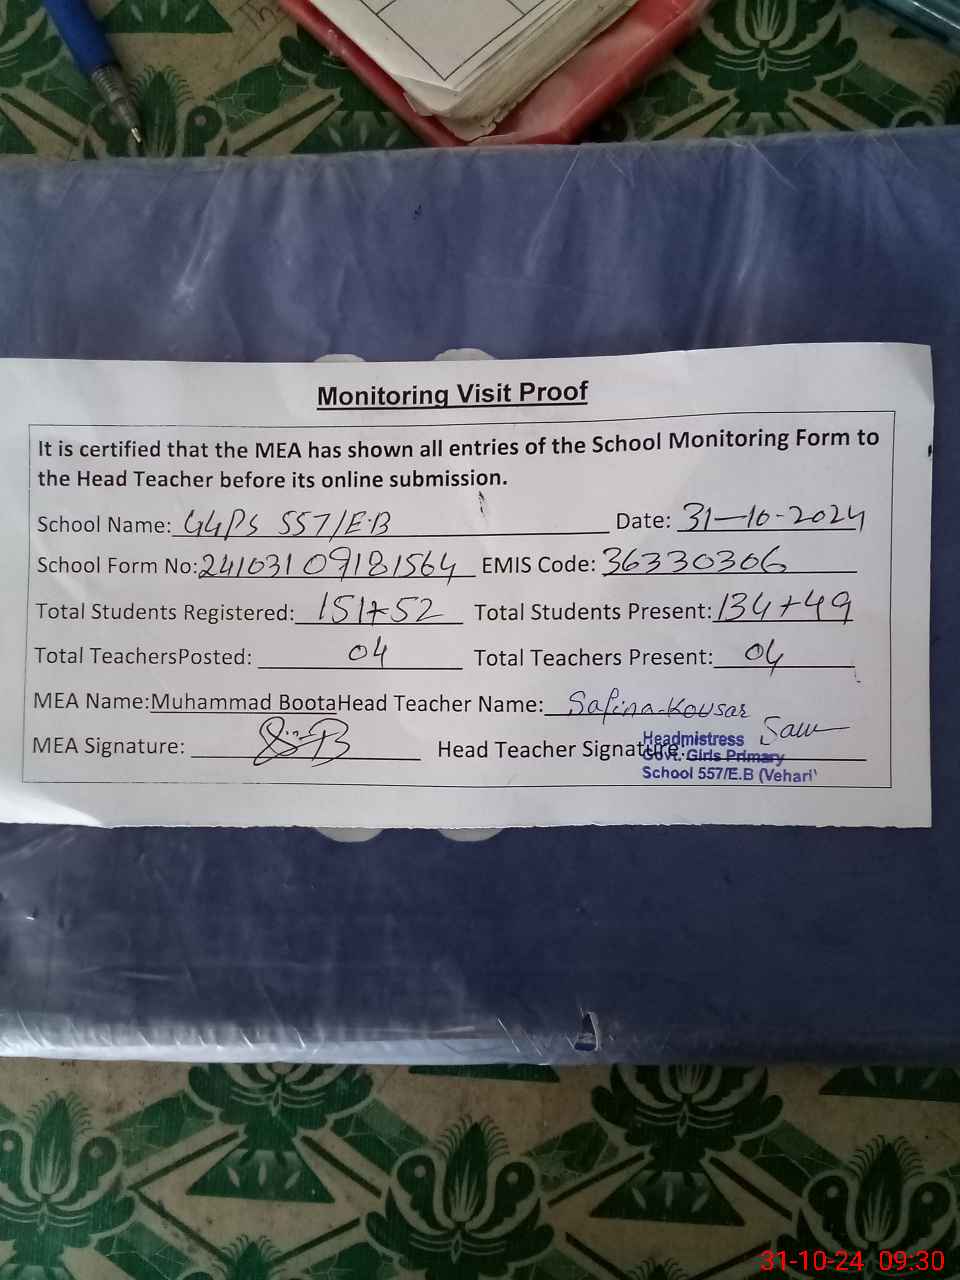 Monitoring Visit Proof
It is certified that the MEA has shown all entries of the School Monitoring Form to
the Head Teacher before its online submission.
School Name: GGPS 557/E.B Date: 31-10-2024
School Form No: 24103109181564 EMIS Code: 36330306
Total Students Registered: 151+52 Total Students Present: 134+49
Total TeachersPosted: 04 Total Teachers Present: 04
MEA Name: Muhammad Boota Head Teacher Name: Safina Kousar
MEA Signature: Head Teacher Signature:
Headmistress
Govt. Girls Primary
School 557/E.B (Vehari)
31-10-24 09:30